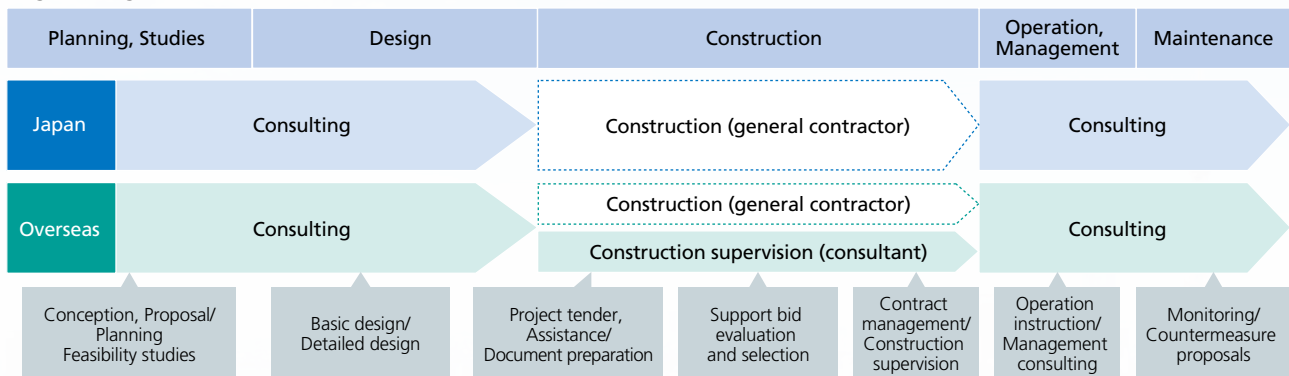 Planning, Studies
Design
Construction
Operation,
Management
Maintenance
Japan
Consulting
Construction (general contractor)
Consulting
Overseas
Consulting
Construction (general contractor)
Construction supervision (consultant)
Consulting
Conception, Proposal/
Planning
Feasibility studies
Basic design/
Detailed design
Project tender,
Assistance/
Document preparation
Support bid
evaluation
and selection
Contract
management/
Construction
supervision
Operation
instruction/
Management
consulting
Monitoring/
Countermeasure
proposals